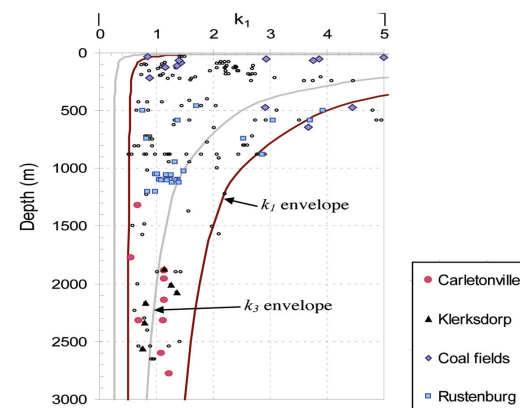 k1
0 1 2 3 4 5
0
500
1000
1500
2000
2500
3000
Depth (m)
k1 envelope
k3 envelope
Carletonville
Klerksdorp
Coal fields
Rustenburg